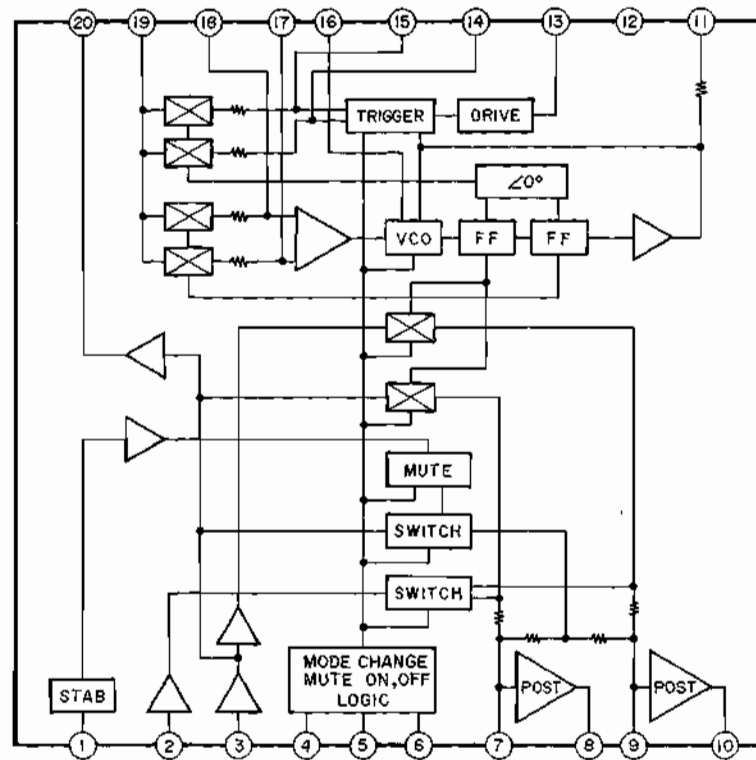 20 19 18 17 16 15 14 13 12 11
TRIGGER
DRIVE
∠0°
VCO
FF
FF
MUTE
SWITCH
SWITCH
MODE CHANGE
MUTE ON, OFF
LOGIC
STAB
POST
POST
1 2 3 4 5 6 7 8 9 10